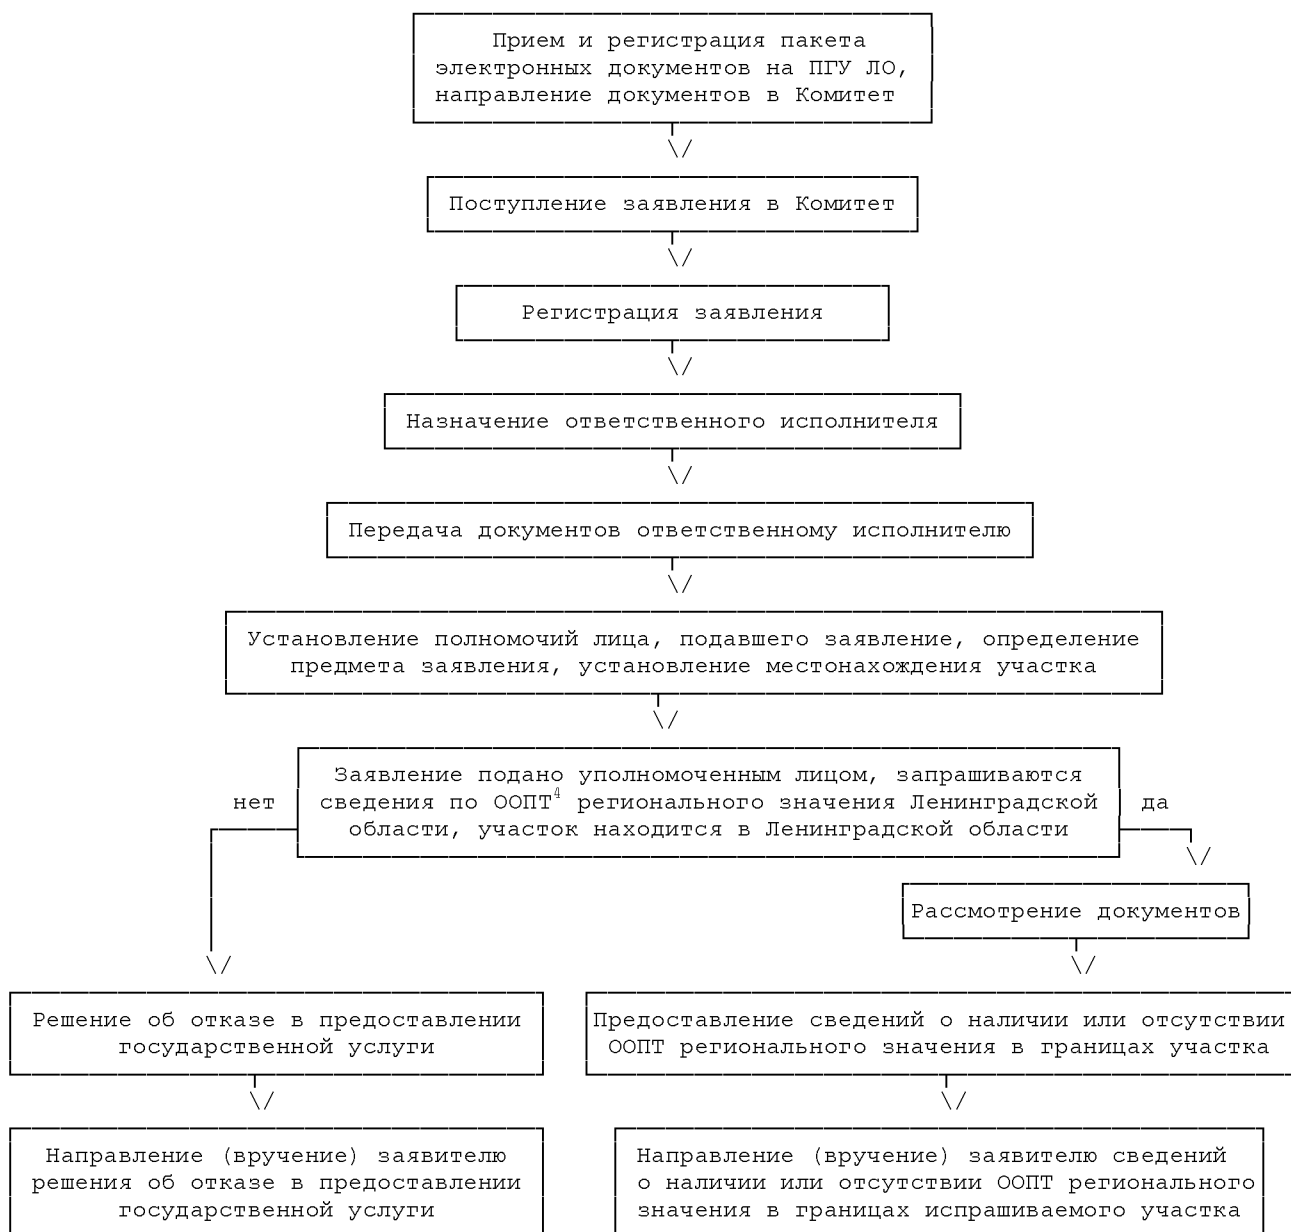 Прием и регистрация пакета
электронных документов на ПГУ ЛО,
направление документов в Комитет
\/
Поступление заявления в Комитет
\/
Регистрация заявления
\/
Назначение ответственного исполнителя
\/
Передача документов ответственному исполнителю
\/
Установление полномочий лица, подавшего заявление, определение
предмета заявления, установление местонахождения участка
\/
Заявление подано уполномоченным лицом, запрашиваются
нет сведения по ООПТ⁴ регионального значения Ленинградской да
области, участок находится в Ленинградской области
\/
Рассмотрение документов
\/ \/
Решение об отказе в предоставлении
государственной услуги
Предоставление сведений о наличии или отсутствии
ООПТ регионального значения в границах участка
\/ \/
Направление (вручение) заявителю
решения об отказе в предоставлении
государственной услуги
Направление (вручение) заявителю сведений
о наличии или отсутствии ООПТ регионального
значения в границах испрашиваемого участка